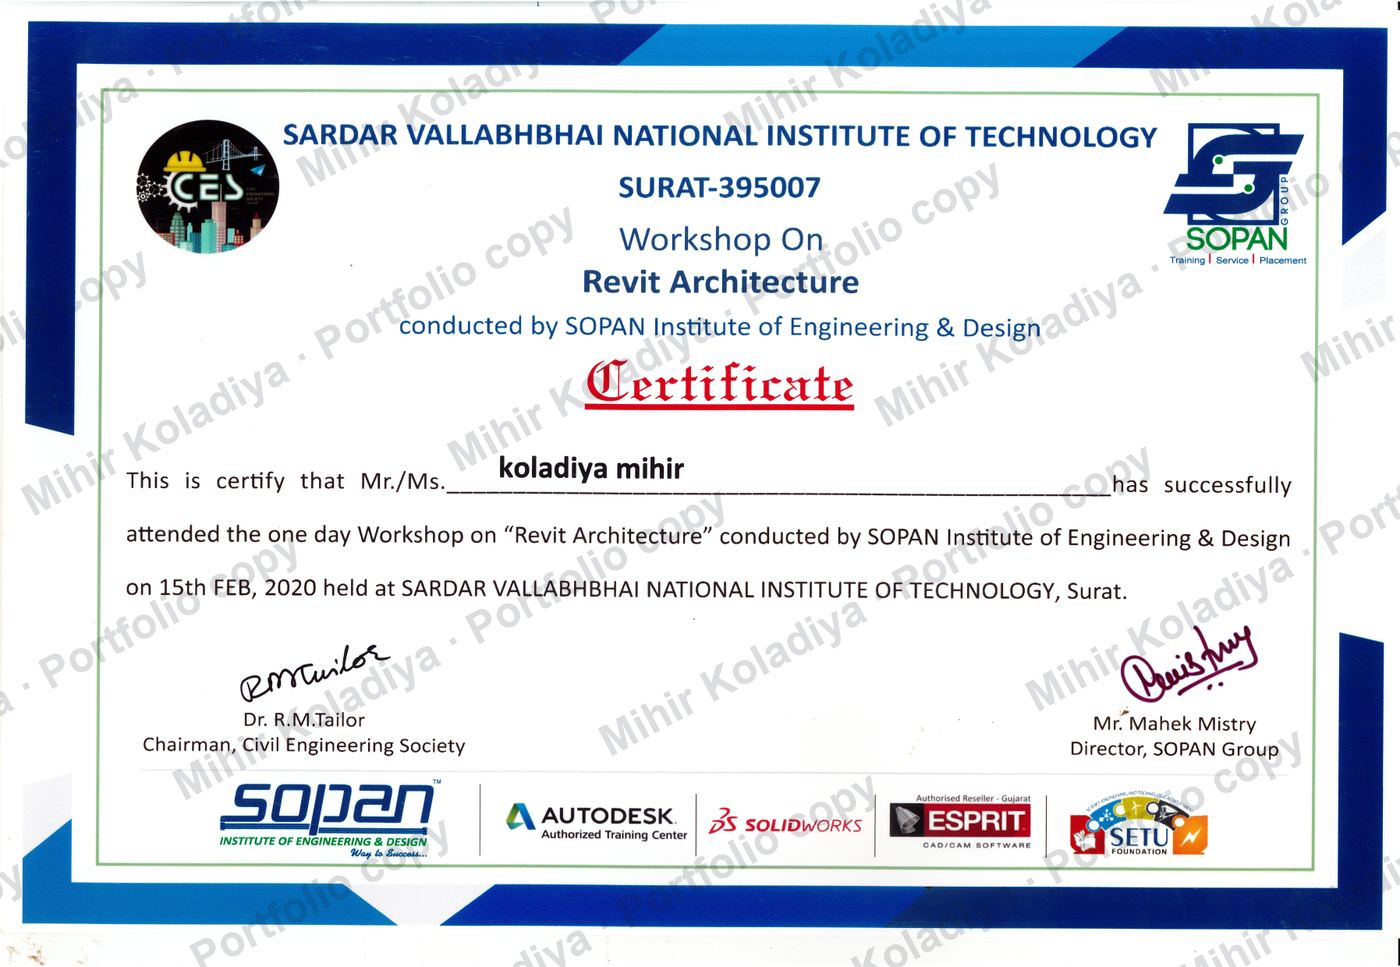 SARDAR VALLABHBHAI NATIONAL INSTITUTE OF TECHNOLOGY
SURAT-395007
Workshop On
Revit Architecture
conducted by SOPAN Institute of Engineering & Design
Certificate
CES
CIVIL ENGINEERING SOCIETY
SOPAN
GROUP
Training | Service | Placement
This is certify that Mr./Ms. koladiya mihir has successfully
attended the one day Workshop on “Revit Architecture” conducted by SOPAN Institute of Engineering & Design
on 15th FEB, 2020 held at SARDAR VALLABHBHAI NATIONAL INSTITUTE OF TECHNOLOGY, Surat.
R.M.Tailor
Dr. R.M.Tailor
Chairman, Civil Engineering Society
Mr. Mahek Mistry
Director, SOPAN Group
sopan™
INSTITUTE OF ENGINEERING & DESIGN
Way to Success...
AUTODESK.
Authorized Training Center
SOLIDWORKS
Authorised Reseller - Gujarat
ESPRIT
CAD/CAM SOFTWARE
SETU
FOUNDATION
Mihir Koladiya · Portfolio copy